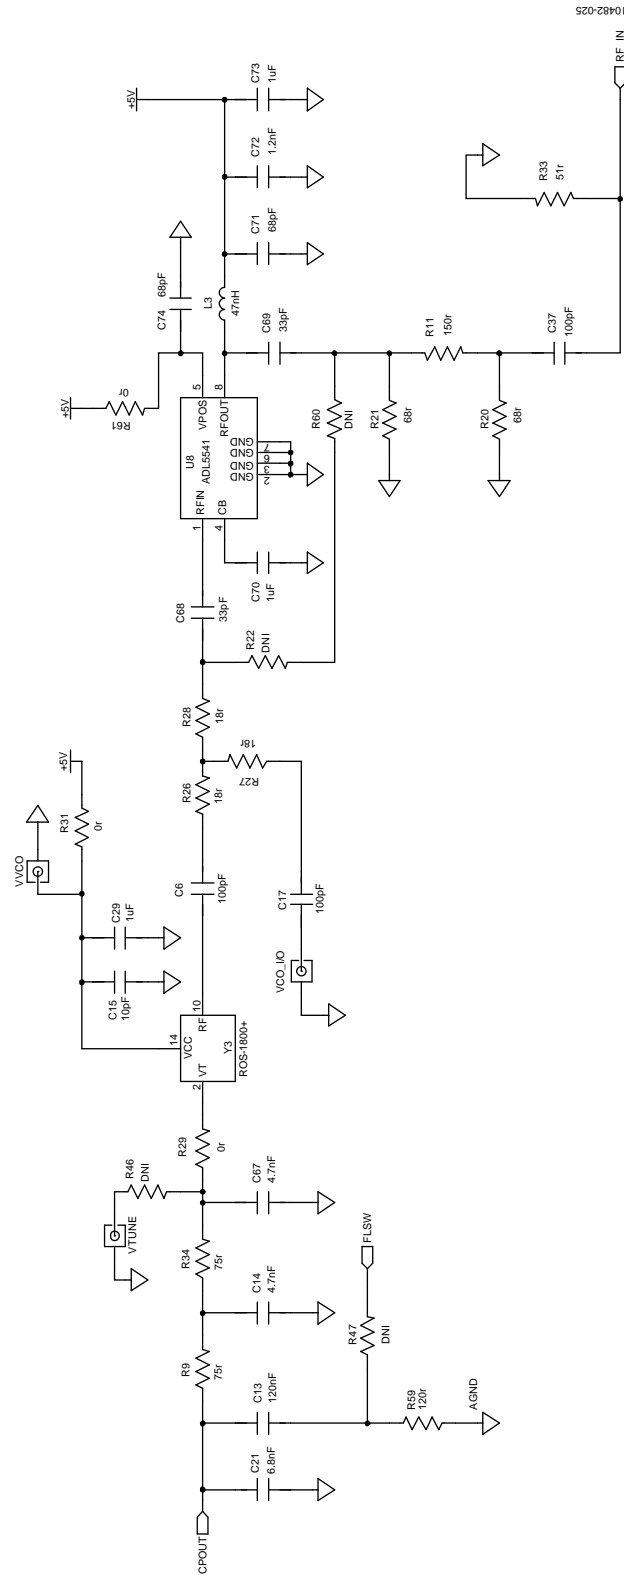 CPOUT
C21
6.8nF
C13
120nF
R59
120r
AGND
R47
DNI
FLSW
R9
75r
C14
4.7nF
R34
75r
C67
4.7nF
VTUNE
R46
DNI
R29
0r
2
VT
VCC
14
RF
10
Y3
ROS-1800+
C15
10pF
C29
1uF
VVCO
R31
0r
+5V
C6
100pF
VCO_I/O
C17
100pF
R26
18r
R27
18r
R28
18r
R22
DNI
C68
33pF
C70
1uF
1
RFIN
4
CB
U8
ADL5541
VPOS
5
RFOUT
8
GND
GND
GND
GND
2
3
6
7
+5V
R61
0r
C74
68pF
L3
47nH
C69
33pF
R60
DNI
R21
68r
R11
150r
R20
68r
C37
100pF
R33
51r
RF_IN
C71
68pF
C72
1.2nF
C73
1uF
+5V
10482-025